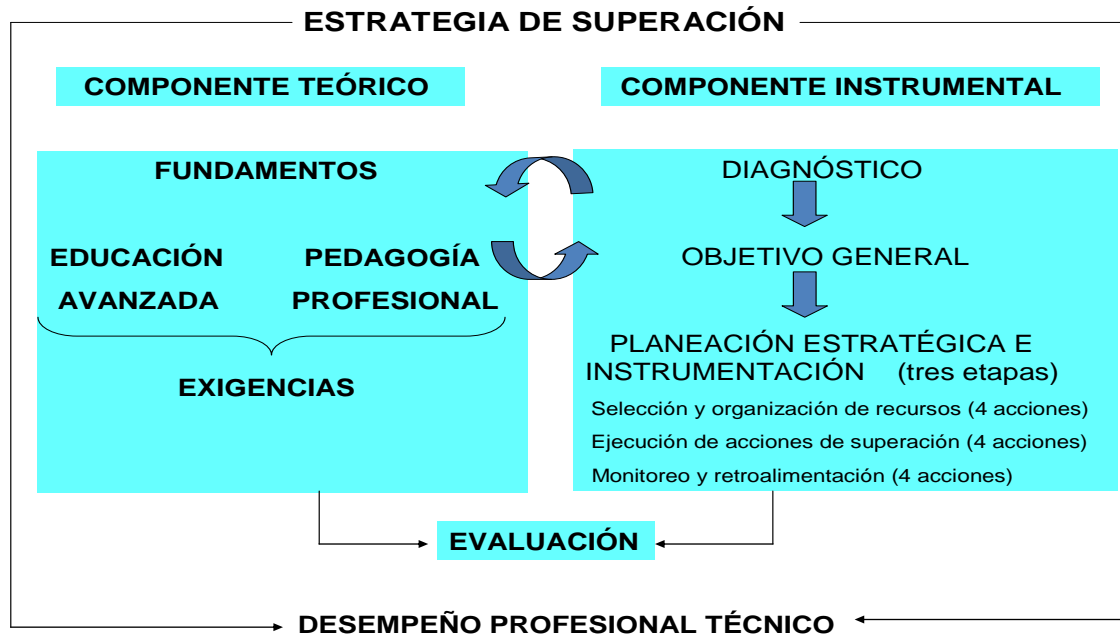 ESTRATEGIA DE SUPERACIÓN
COMPONENTE TEÓRICO
COMPONENTE INSTRUMENTAL
FUNDAMENTOS
EDUCACIÓN AVANZADA
PEDAGOGÍA PROFESIONAL
EXIGENCIAS
DIAGNÓSTICO
OBJETIVO GENERAL
PLANEACIÓN ESTRATÉGICA E
INSTRUMENTACIÓN (tres etapas)
Selección y organización de recursos (4 acciones)
Ejecución de acciones de superación (4 acciones)
Monitoreo y retroalimentación (4 acciones)
EVALUACIÓN
DESEMPEÑO PROFESIONAL TÉCNICO